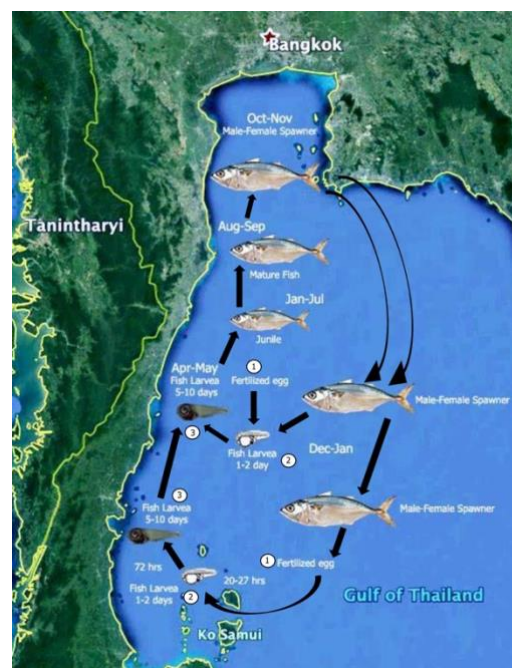 Bangkok
Oct-Nov
Male-Female Spawner
Tanintharyi
Aug-Sep
Mature Fish
Jan-Jul
Junile
Apr-May
Fish Larvea
5-10 days
1
Fertilized egg
3
Fish Larvea
1-2 day
2
Male-Female Spawner
Dec-Jan
3
Fish Larvea
5-10 days
Male-Female Spawner
1 Fertilized egg
72 hrs
20-27 hrs
Fish Larvea
1-2 days
2
Gulf of Thailand
Ko Samui